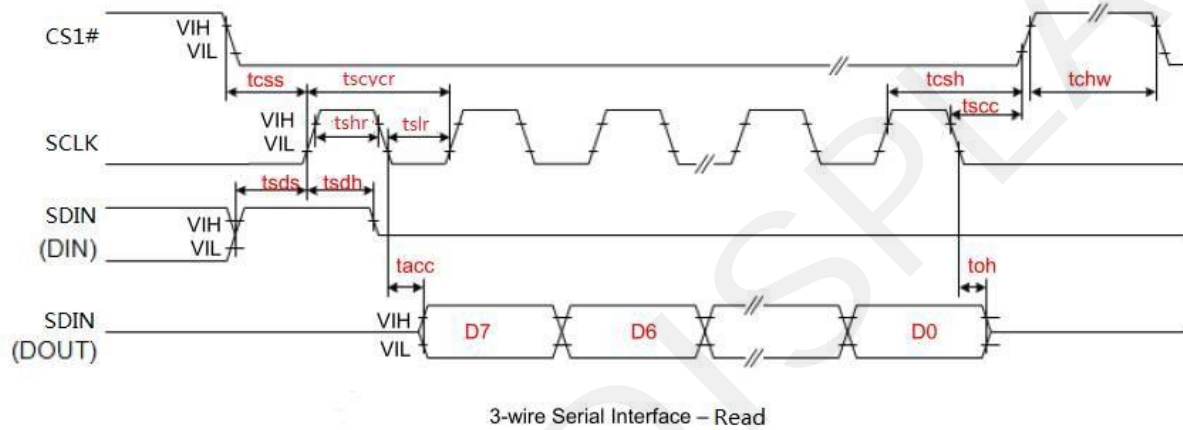 CS1#
VIH
VIL
tcss
tscycr
tcsh
tchw
tscc
SCLK
VIH
VIL
tshr
tslr
tsds
tsdh
SDIN
(DIN)
VIH
VIL
tacc
toh
SDIN
(DOUT)
VIH
VIL
D7
D6
D0
3-wire Serial Interface – Read